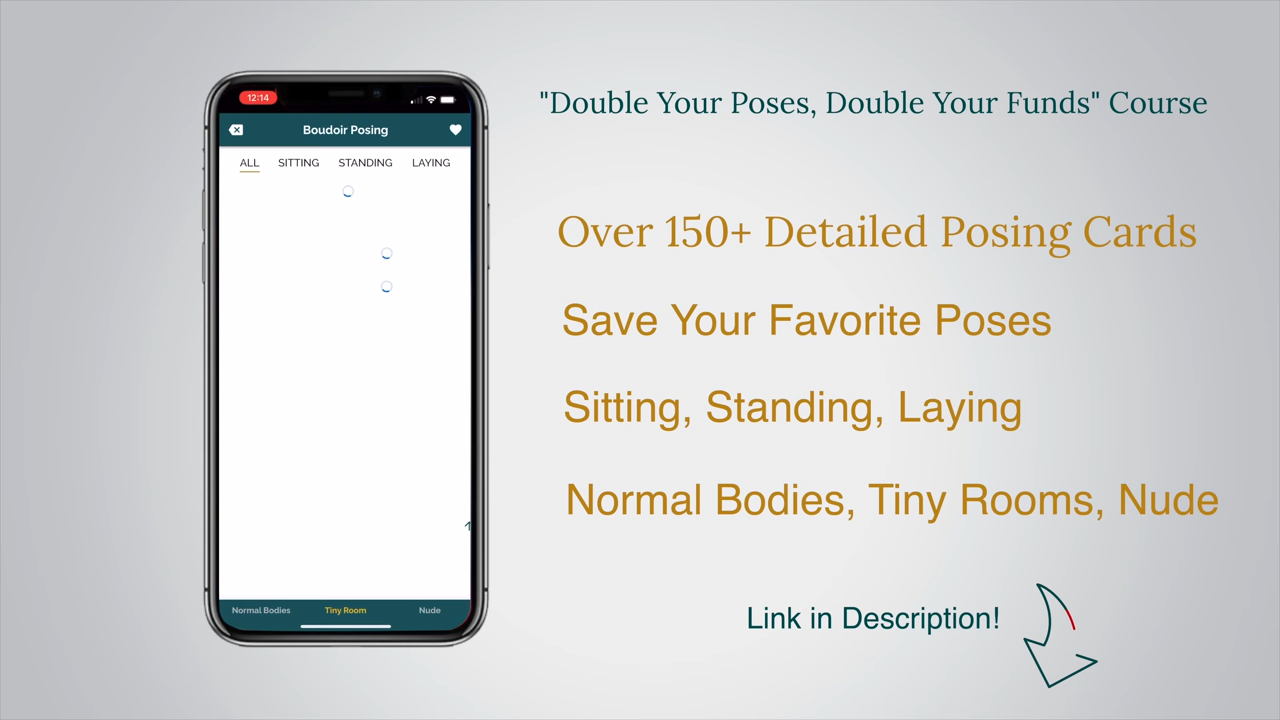 12:14
Boudoir Posing
ALL SITTING STANDING LAYING
Normal Bodies Tiny Room Nude
"Double Your Poses, Double Your Funds" Course
Over 150+ Detailed Posing Cards
Save Your Favorite Poses
Sitting, Standing, Laying
Normal Bodies, Tiny Rooms, Nude
Link in Description!